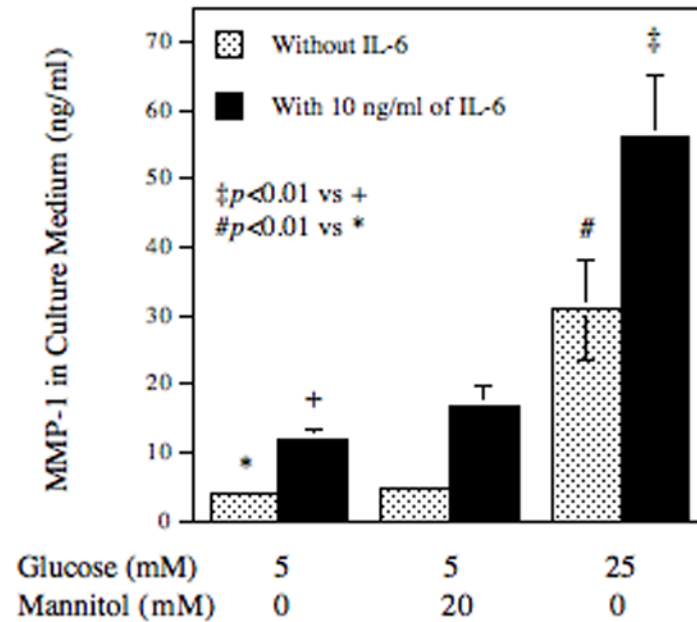 MMP-1 in Culture Medium (ng/ml)
70
60
50
40
30
20
10
0
Without IL-6
With 10 ng/ml of IL-6
‡p<0.01 vs +
#p<0.01 vs *
*
+
#
‡
Glucose (mM) 5 5 25
Mannitol (mM) 0 20 0